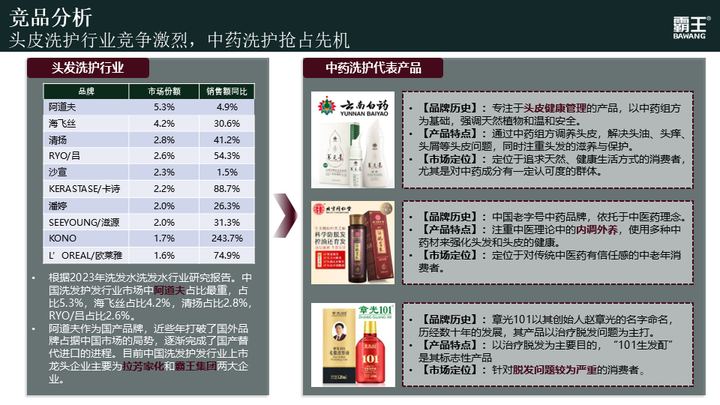 竞品分析
头皮洗护行业竞争激烈，中药洗护抢占先机
霸王®
BAWANG
头发洗护行业
品牌 市场份额 销售额同比
阿道夫 5.3% 4.9%
海飞丝 4.2% 30.6%
清扬 2.8% 41.2%
RYO/吕 2.6% 54.3%
沙宣 2.3% 1.5%
KERASTASE/卡诗 2.2% 88.7%
潘婷 2.0% 26.3%
SEEYOUNG/滋源 2.0% 31.3%
KONO 1.7% 243.7%
L’OREAL/欧莱雅 1.6% 74.9%
• 根据2023年洗发水洗发水行业研究报告。中
国洗发护发行业市场中阿道夫占比最重，占
比5.3%，海飞丝占比4.2%，清扬占比2.8%，
RYO/吕占比2.6%。
• 阿道夫作为国产品牌，近些年打破了国外品
牌占据中国市场的局势，逐渐完成了国产替
代进口的进程。目前中国洗发护发行业上市
龙头企业主要为拉芳家化和霸王集团两大企
业。
中药洗护代表产品
云南白药
YUNNAN BAIYAO
• 【品牌历史】：专注于头皮健康管理的产品，以中药组方
为基础，强调天然植物和温和安全。
• 【产品特点】：通过中药组方调养头皮，解决头油、头痒、
头屑等头皮问题，同时注重头发的滋养与保护。
• 【市场定位】：定位于追求天然、健康生活方式的消费者，
尤其是对中药成分有一定认可度的群体。
北京同仁堂
科学防脱发
控油还育发
• 【品牌历史】：中国老字号中药品牌，依托于中医药理念。
• 【产品特点】：注重中医理论中的内调外养，使用多种中
药材来强化头发和头皮的健康。
• 【市场定位】：定位于对传统中医药有信任感的中老年消
费者。
章光101
章光101
101
• 【品牌历史】：章光101以其创始人赵章光的名字命名，
历经数十年的发展，其产品以治疗脱发问题为主打。
• 【产品特点】：以治疗脱发为主要目的，“101生发酊”
是其标志性产品
• 【市场定位】：针对脱发问题较为严重的消费者。